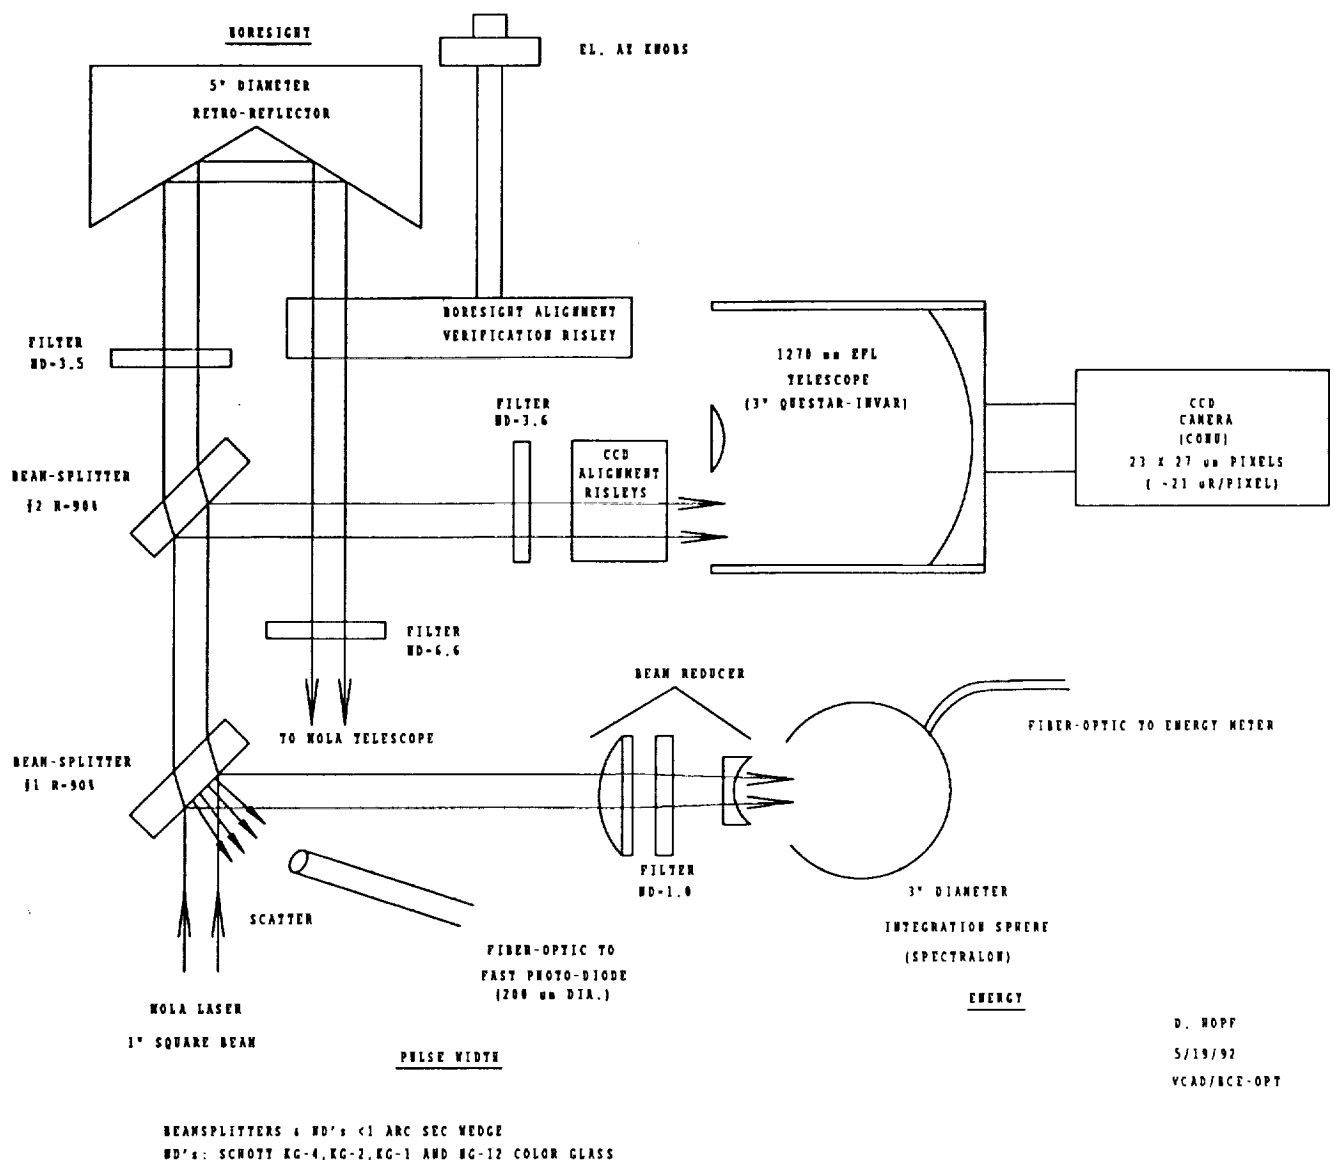 BORESIGHT
EL, AZ KNOBS
5" DIAMETER
RETRO-REFLECTOR
BORESIGHT ALIGNMENT
VERIFICATION RISLEY
FILTER
ND=3.5
1270 mm EFL
TELESCOPE
(3" QUESTAR-INVAR)
FILTER
ND=3.6
CCD
ALIGNMENT
RISLEYS
CCD
CAMERA
(COHU)
23 X 27 um PIXELS
( ~21 uR/PIXEL)
BEAM-SPLITTER
#2 R=90%
FILTER
ND=6.6
BEAM REDUCER
TO MOLA TELESCOPE
FIBER-OPTIC TO ENERGY METER
BEAM-SPLITTER
#1 R=90%
FILTER
ND=1.0
3" DIAMETER
INTEGRATION SPHERE
(SPECTRALON)
SCATTER
FIBER-OPTIC TO
FAST PHOTO-DIODE
(200 um DIA.)
ENERGY
MOLA LASER
1" SQUARE BEAM
PULSE WIDTH
D. HOPF
5/19/92
VCAD/BCE-OPT
BEAMSPLITTERS & ND's <1 ARC SEC WEDGE
ND's: SCHOTT KG-4,KG-2,KG-1 AND NG-12 COLOR GLASS